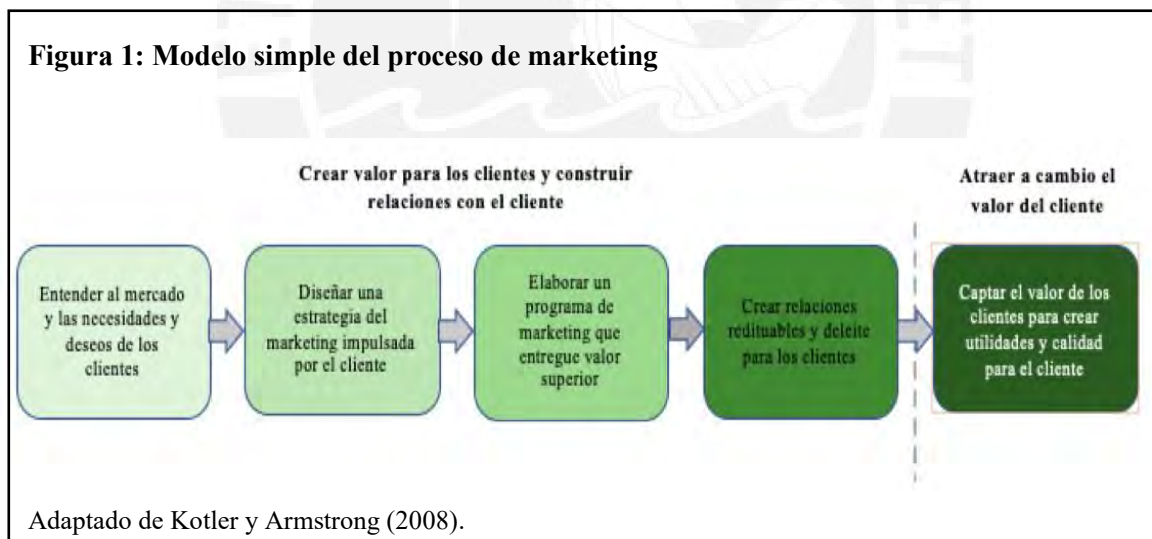 Figura 1: Modelo simple del proceso de marketing
Crear valor para los clientes y construir
relaciones con el cliente
Atraer a cambio el
valor del cliente
Entender al mercado
y las necesidades y
deseos de los
clientes
Diseñar una
estrategia del
marketing impulsada
por el cliente
Elaborar un
programa de
marketing que
entregue valor
superior
Crear relaciones
redituables y deleite
para los clientes
Captar el valor de los
clientes para crear
utilidades y calidad
para el cliente
Adaptado de Kotler y Armstrong (2008).